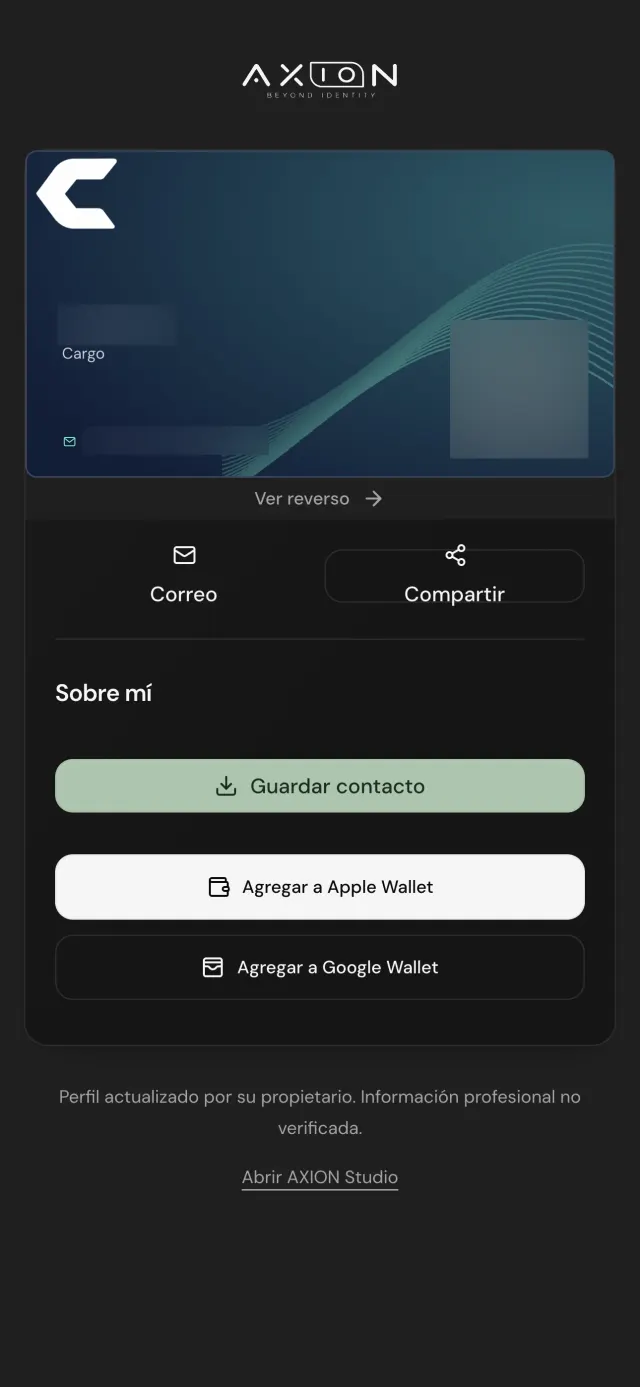 AXION
BEYOND IDENTITY
Cargo
Ver reverso
Correo
Compartir
Sobre mí
Guardar contacto
Agregar a Apple Wallet
Agregar a Google Wallet
Perfil actualizado por su propietario. Información profesional no
verificada.
Abrir AXION Studio